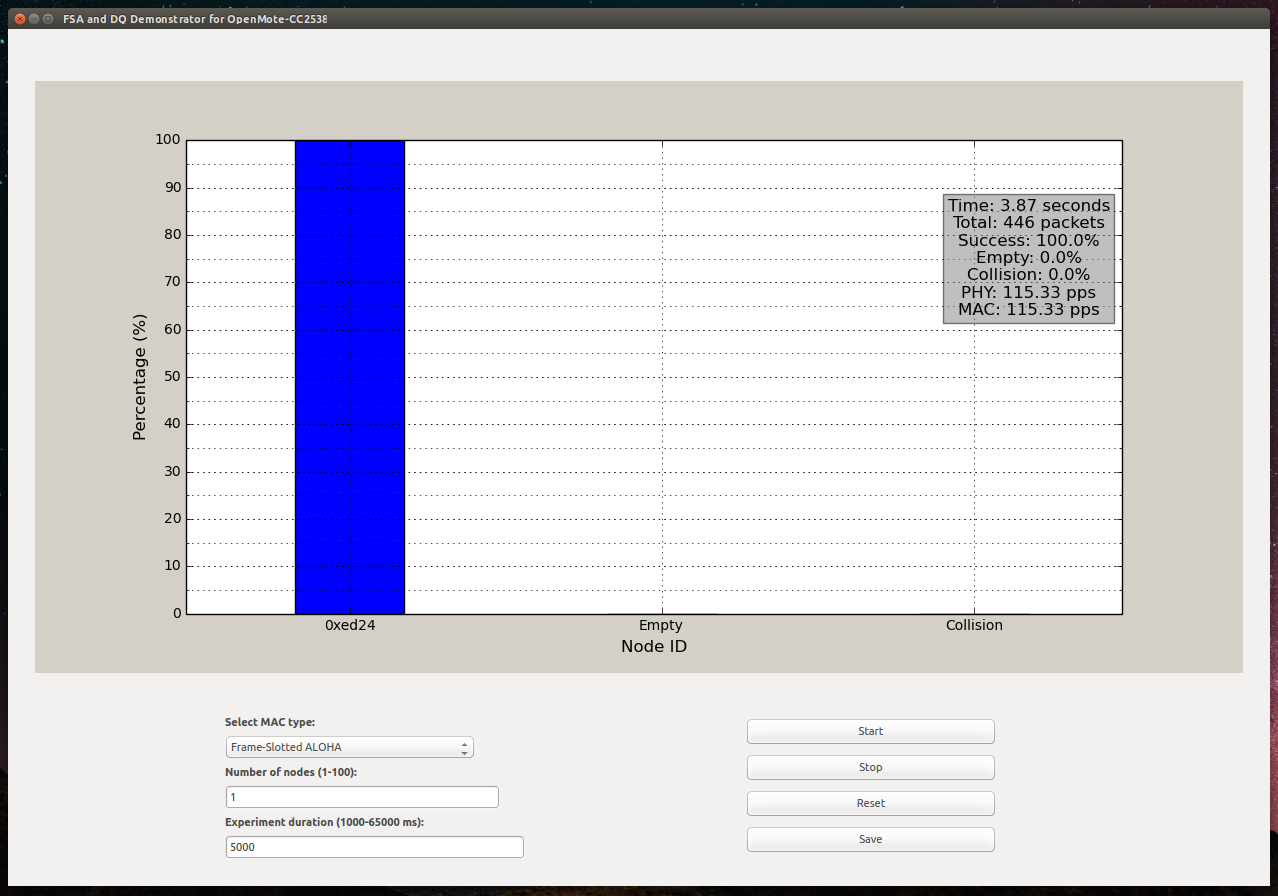 FSA and DQ Demonstrator for OpenMote-CC2538
100
90
80
70
60
50
40
30
20
10
0
Percentage (%)
Time: 3.87 seconds
Total: 446 packets
Success: 100.0%
Empty: 0.0%
Collision: 0.0%
PHY: 115.33 pps
MAC: 115.33 pps
0xed24 Empty Collision
Node ID
Select MAC type:
Frame-Slotted ALOHA
Number of nodes (1-100):
1
Experiment duration (1000-65000 ms):
5000
Start
Stop
Reset
Save